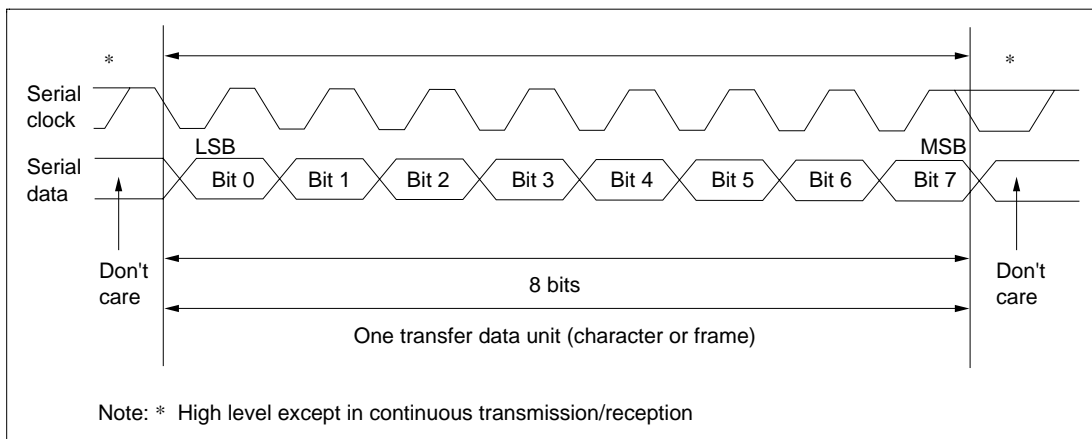 *
*
Serial
clock
LSB
MSB
Serial
data
Bit 0
Bit 1
Bit 2
Bit 3
Bit 4
Bit 5
Bit 6
Bit 7
Don't
care
Don't
care
8 bits
One transfer data unit (character or frame)
Note: * High level except in continuous transmission/reception